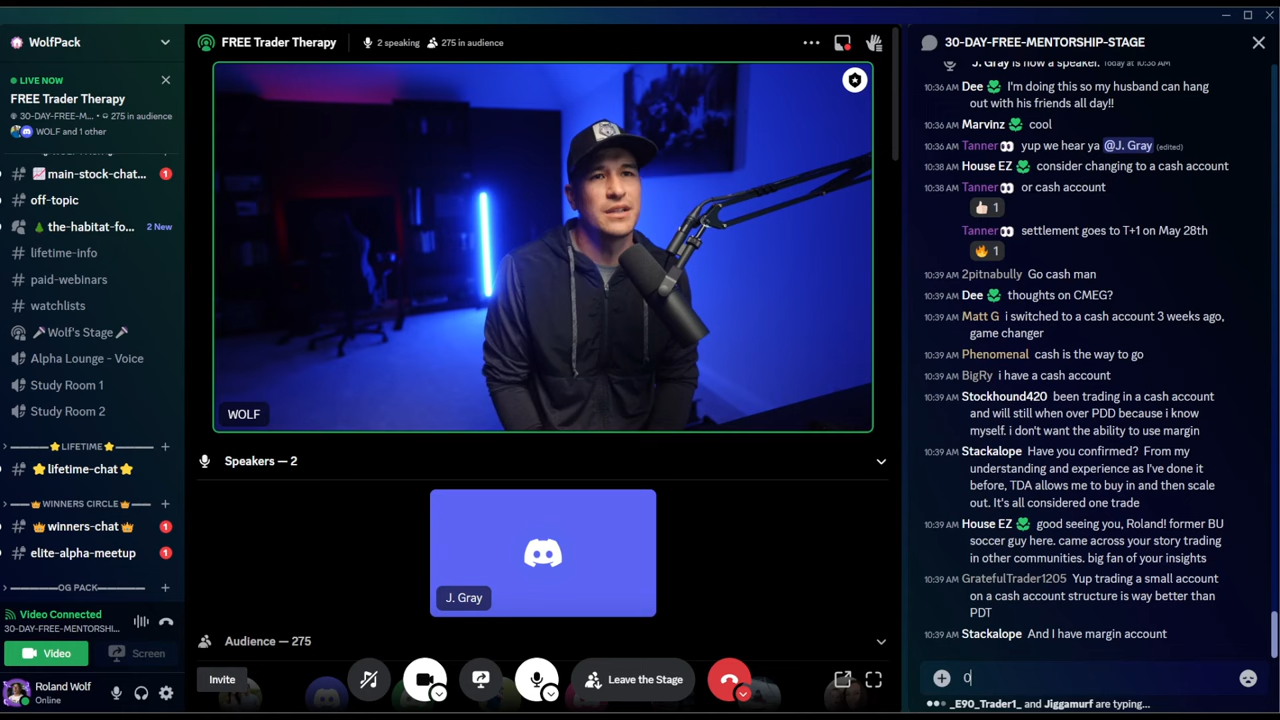 WolfPack
LIVE NOW
FREE Trader Therapy
30-DAY-FREE-M... • 275 in audience
WOLF and 1 other
main-stock-chat... 1
off-topic
the-habitat-fo... 2 New
lifetime-info
paid-webinars
watchlists
Wolf's Stage
Alpha Lounge - Voice
Study Room 1
Study Room 2
LIFETIME
lifetime-chat
WINNERS CIRCLE
winners-chat 1
elite-alpha-meetup 1
OG PACK
Video Connected
30-DAY-FREE-MENTORSHI...
Video
Screen
Roland Wolf
Online
FREE Trader Therapy
2 speaking
275 in audience
WOLF
Speakers — 2
J. Gray
Audience — 275
Invite
Leave the Stage
30-DAY-FREE-MENTORSHIP-STAGE
J. Gray is now a speaker. Today at 10:36 AM
10:36 AM Dee I'm doing this so my husband can hang
out with his friends all day!!
10:36 AM Marvinz cool
10:36 AM Tanner yup we hear ya @J. Gray (edited)
10:38 AM House EZ consider changing to a cash account
10:38 AM Tanner or cash account
1
Tanner settlement goes to T+1 on May 28th
1
10:39 AM 2pitnabully Go cash man
10:39 AM Dee thoughts on CMEG?
10:39 AM Matt G i switched to a cash account 3 weeks ago,
game changer
10:39 AM Phenomenal cash is the way to go
10:39 AM BigRy i have a cash account
10:39 AM Stockhound420 been trading in a cash account
and will still when over PDD because i know
myself. i don't want the ability to use margin
10:39 AM Stackalope Have you confirmed? From my
understanding and experience as I've done it
before, TDA allows me to buy in and then scale
out. It's all considered one trade
10:39 AM House EZ good seeing you, Roland! former BU
soccer guy here. came across your story trading
in other communities. big fan of your insights
10:39 AM GratefulTrader1205 Yup trading a small account
on a cash account structure is way better than
PDT
10:39 AM Stackalope And I have margin account
O
_E90_Trader1_ and Jiggamurf are typing...